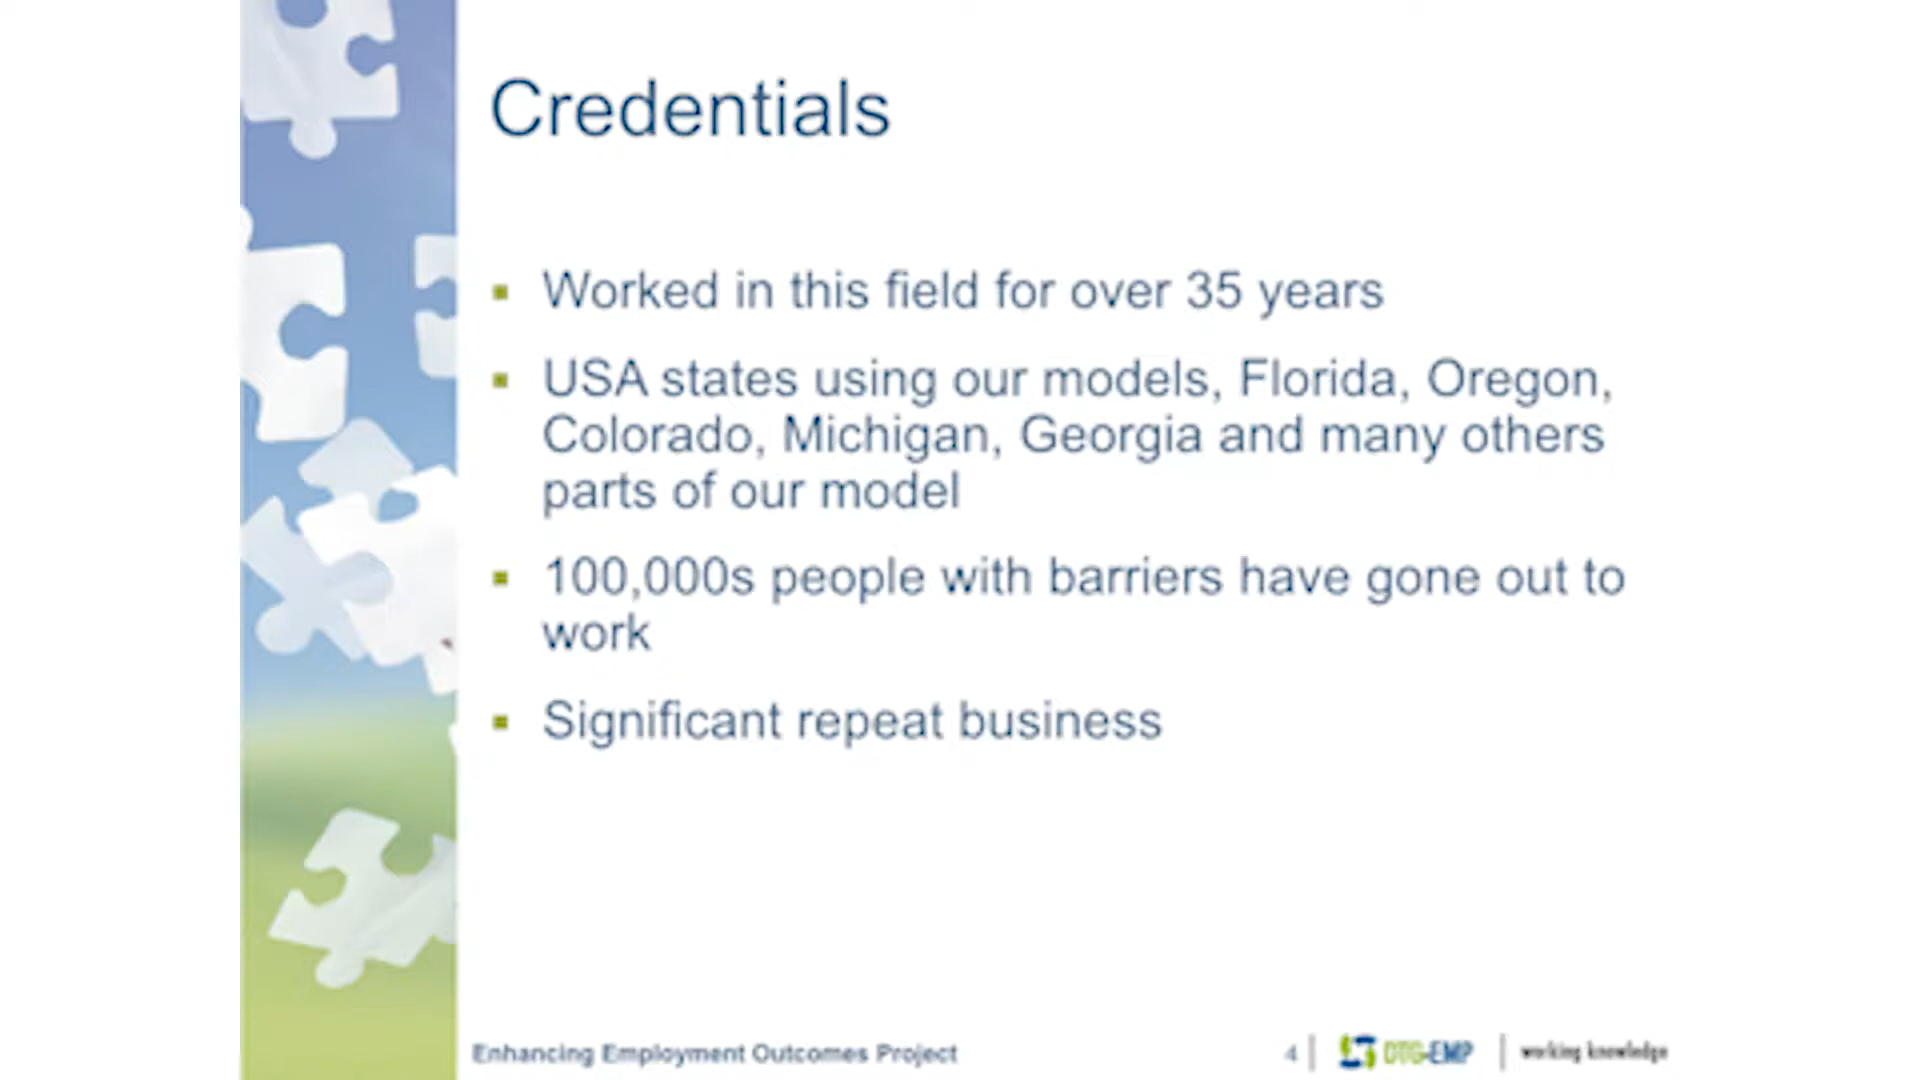 Credentials
Worked in this field for over 35 years
USA states using our models, Florida, Oregon,
Colorado, Michigan, Georgia and many others
parts of our model
100,000s people with barriers have gone out to
work
Significant repeat business
Enhancing Employment Outcomes Project
4
DTG-EMP
working knowledge